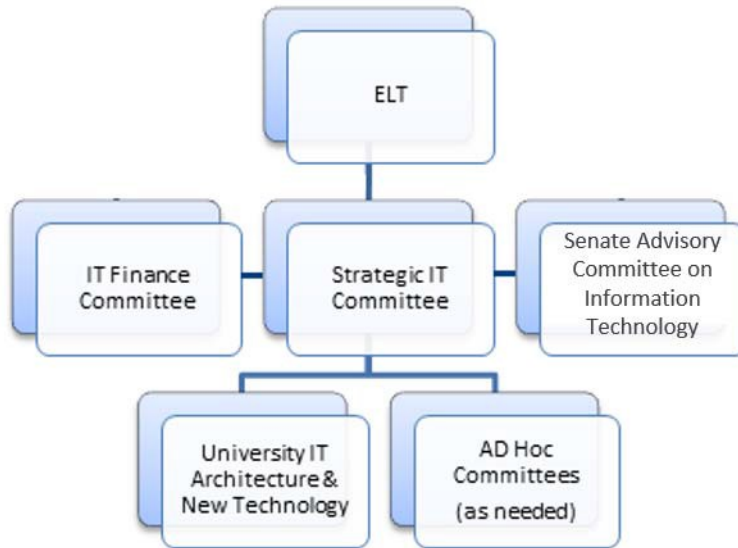 ELT
IT Finance
Committee
Strategic IT
Committee
Senate Advisory
Committee on
Information
Technology
University IT
Architecture &
New Technology
AD Hoc
Committees
(as needed)